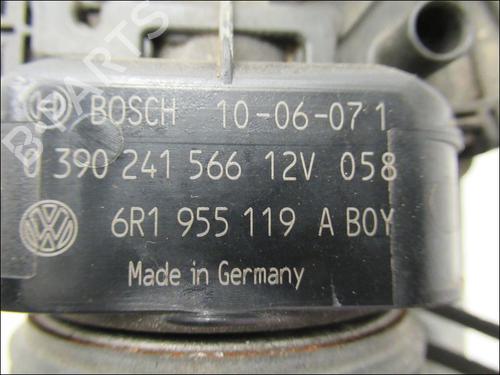 BOSCH 10-06-07 1
0 390 241 566 12V 058
6R1 955 119 A BOY
Made in Germany